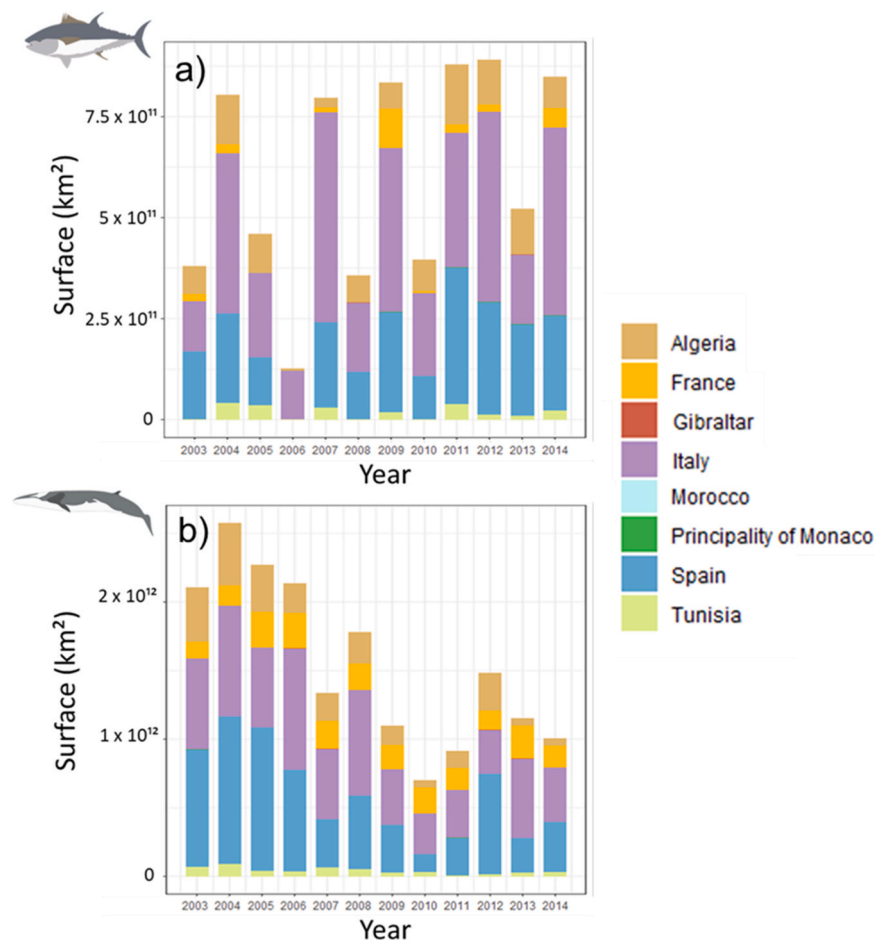 a)
7.5 x 10¹¹
5 x 10¹¹
2.5 x 10¹¹
0
Surface (km²)
2003 2004 2005 2006 2007 2008 2009 2010 2011 2012 2013 2014
Year
b)
2 x 10¹²
1 x 10¹²
0
Surface (km²)
2003 2004 2005 2006 2007 2008 2009 2010 2011 2012 2013 2014
Year
Algeria
France
Gibraltar
Italy
Morocco
Principality of Monaco
Spain
Tunisia